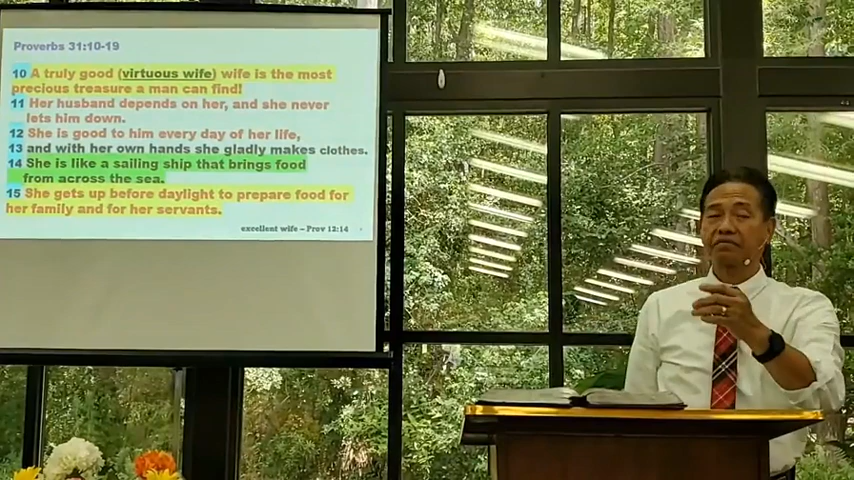 Proverbs 31:10-19
10 A truly good (virtuous wife) wife is the most
precious treasure a man can find!
11 Her husband depends on her, and she never
lets him down.
12 She is good to him every day of her life,
13 and with her own hands she gladly makes clothes.
14 She is like a sailing ship that brings food
from across the sea.
15 She gets up before daylight to prepare food for
her family and for her servants.
excellent wife - Prov 12:14